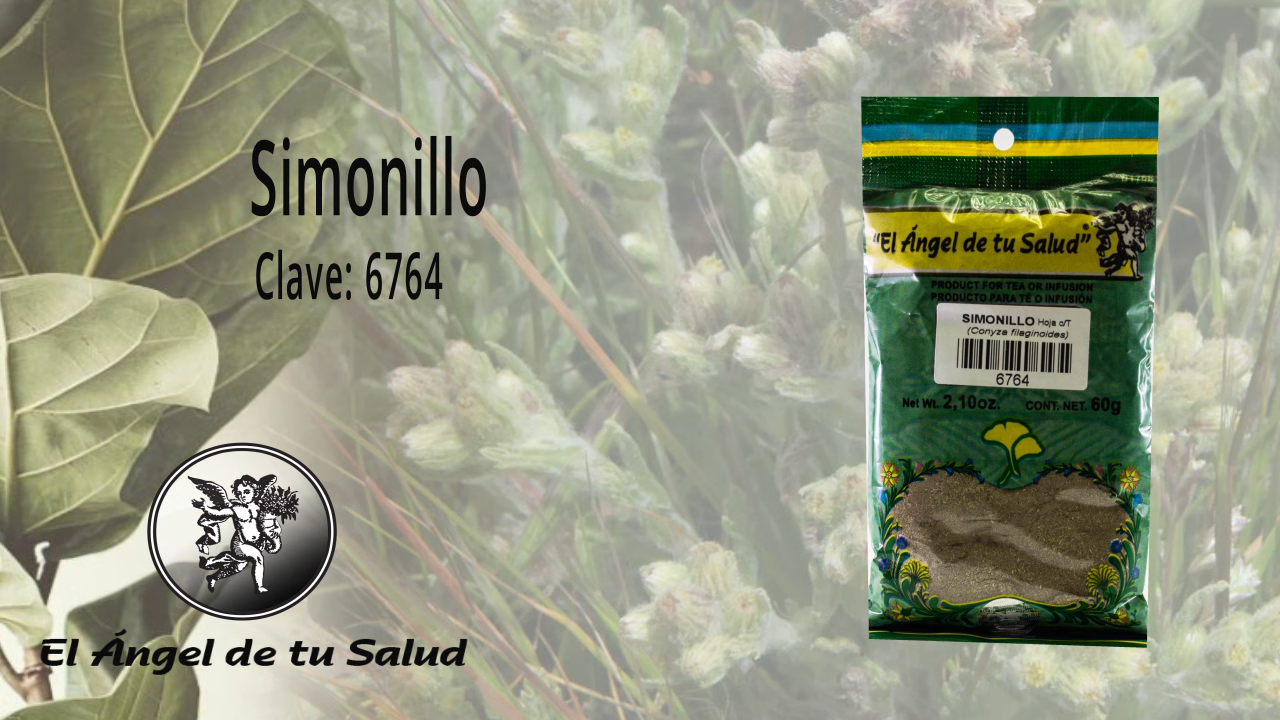 Simonillo
Clave: 6764
El Ángel de tu Salud
"El Ángel de tu Salud"
PRODUCT FOR TEA OR INFUSION
PRODUCTO PARA TÉ O INFUSIÓN
SIMONILLO Hoja c/T
(Conyza filaginoides)
6764
Net Wt. 2,10oz. CONT. NET. 60g